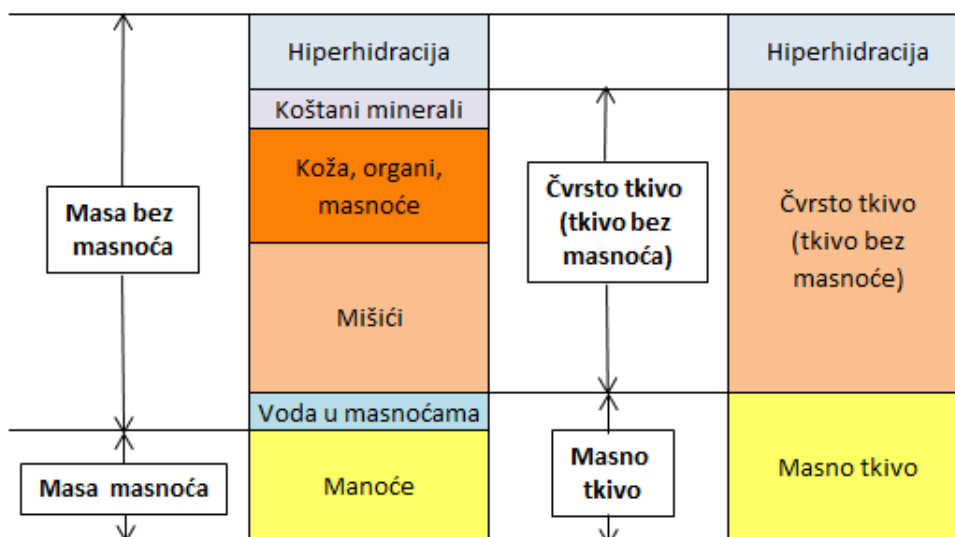 Hiperhidracija
Hiperhidracija
Koštani minerali
Koža, organi,
masnoće
Masa bez
masnoća
Čvrsto tkivo
(tkivo bez
masnoća)
Čvrsto tkivo
(tkivo bez
masnoće)
Mišići
Voda u masnoćama
Masa masnoća
Manoće
Masno
tkivo
Masno tkivo